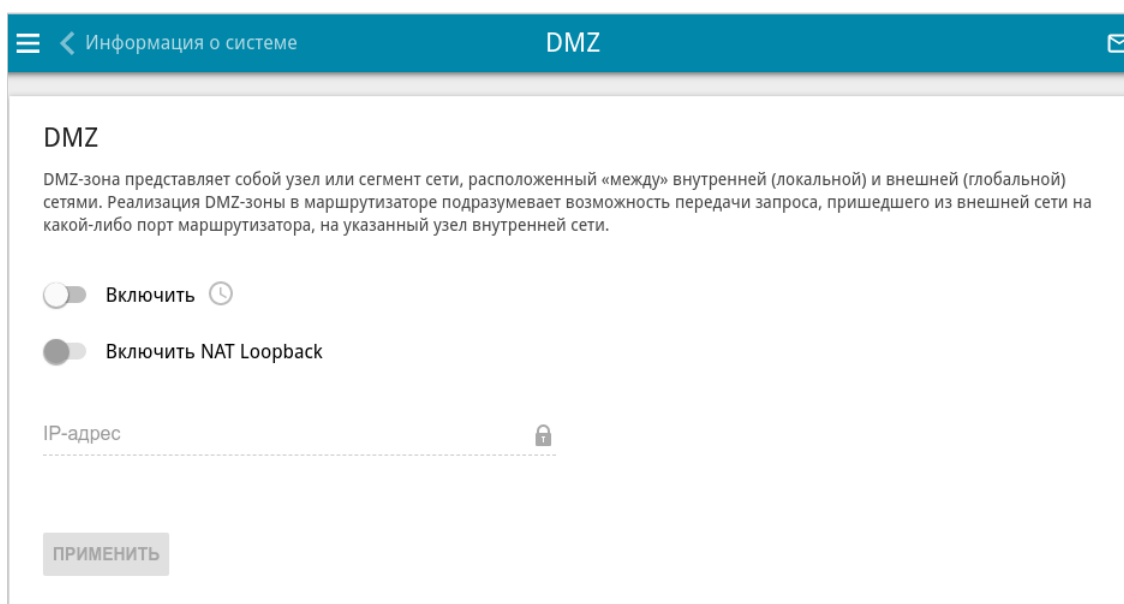 Информация о системе
DMZ
DMZ
DMZ-зона представляет собой узел или сегмент сети, расположенный «между» внутренней (локальной) и внешней (глобальной)
сетями. Реализация DMZ-зоны в маршрутизаторе подразумевает возможность передачи запроса, пришедшего из внешней сети на
какой-либо порт маршрутизатора, на указанный узел внутренней сети.
Включить
Включить NAT Loopback
IP-адрес
ПРИМЕНИТЬ